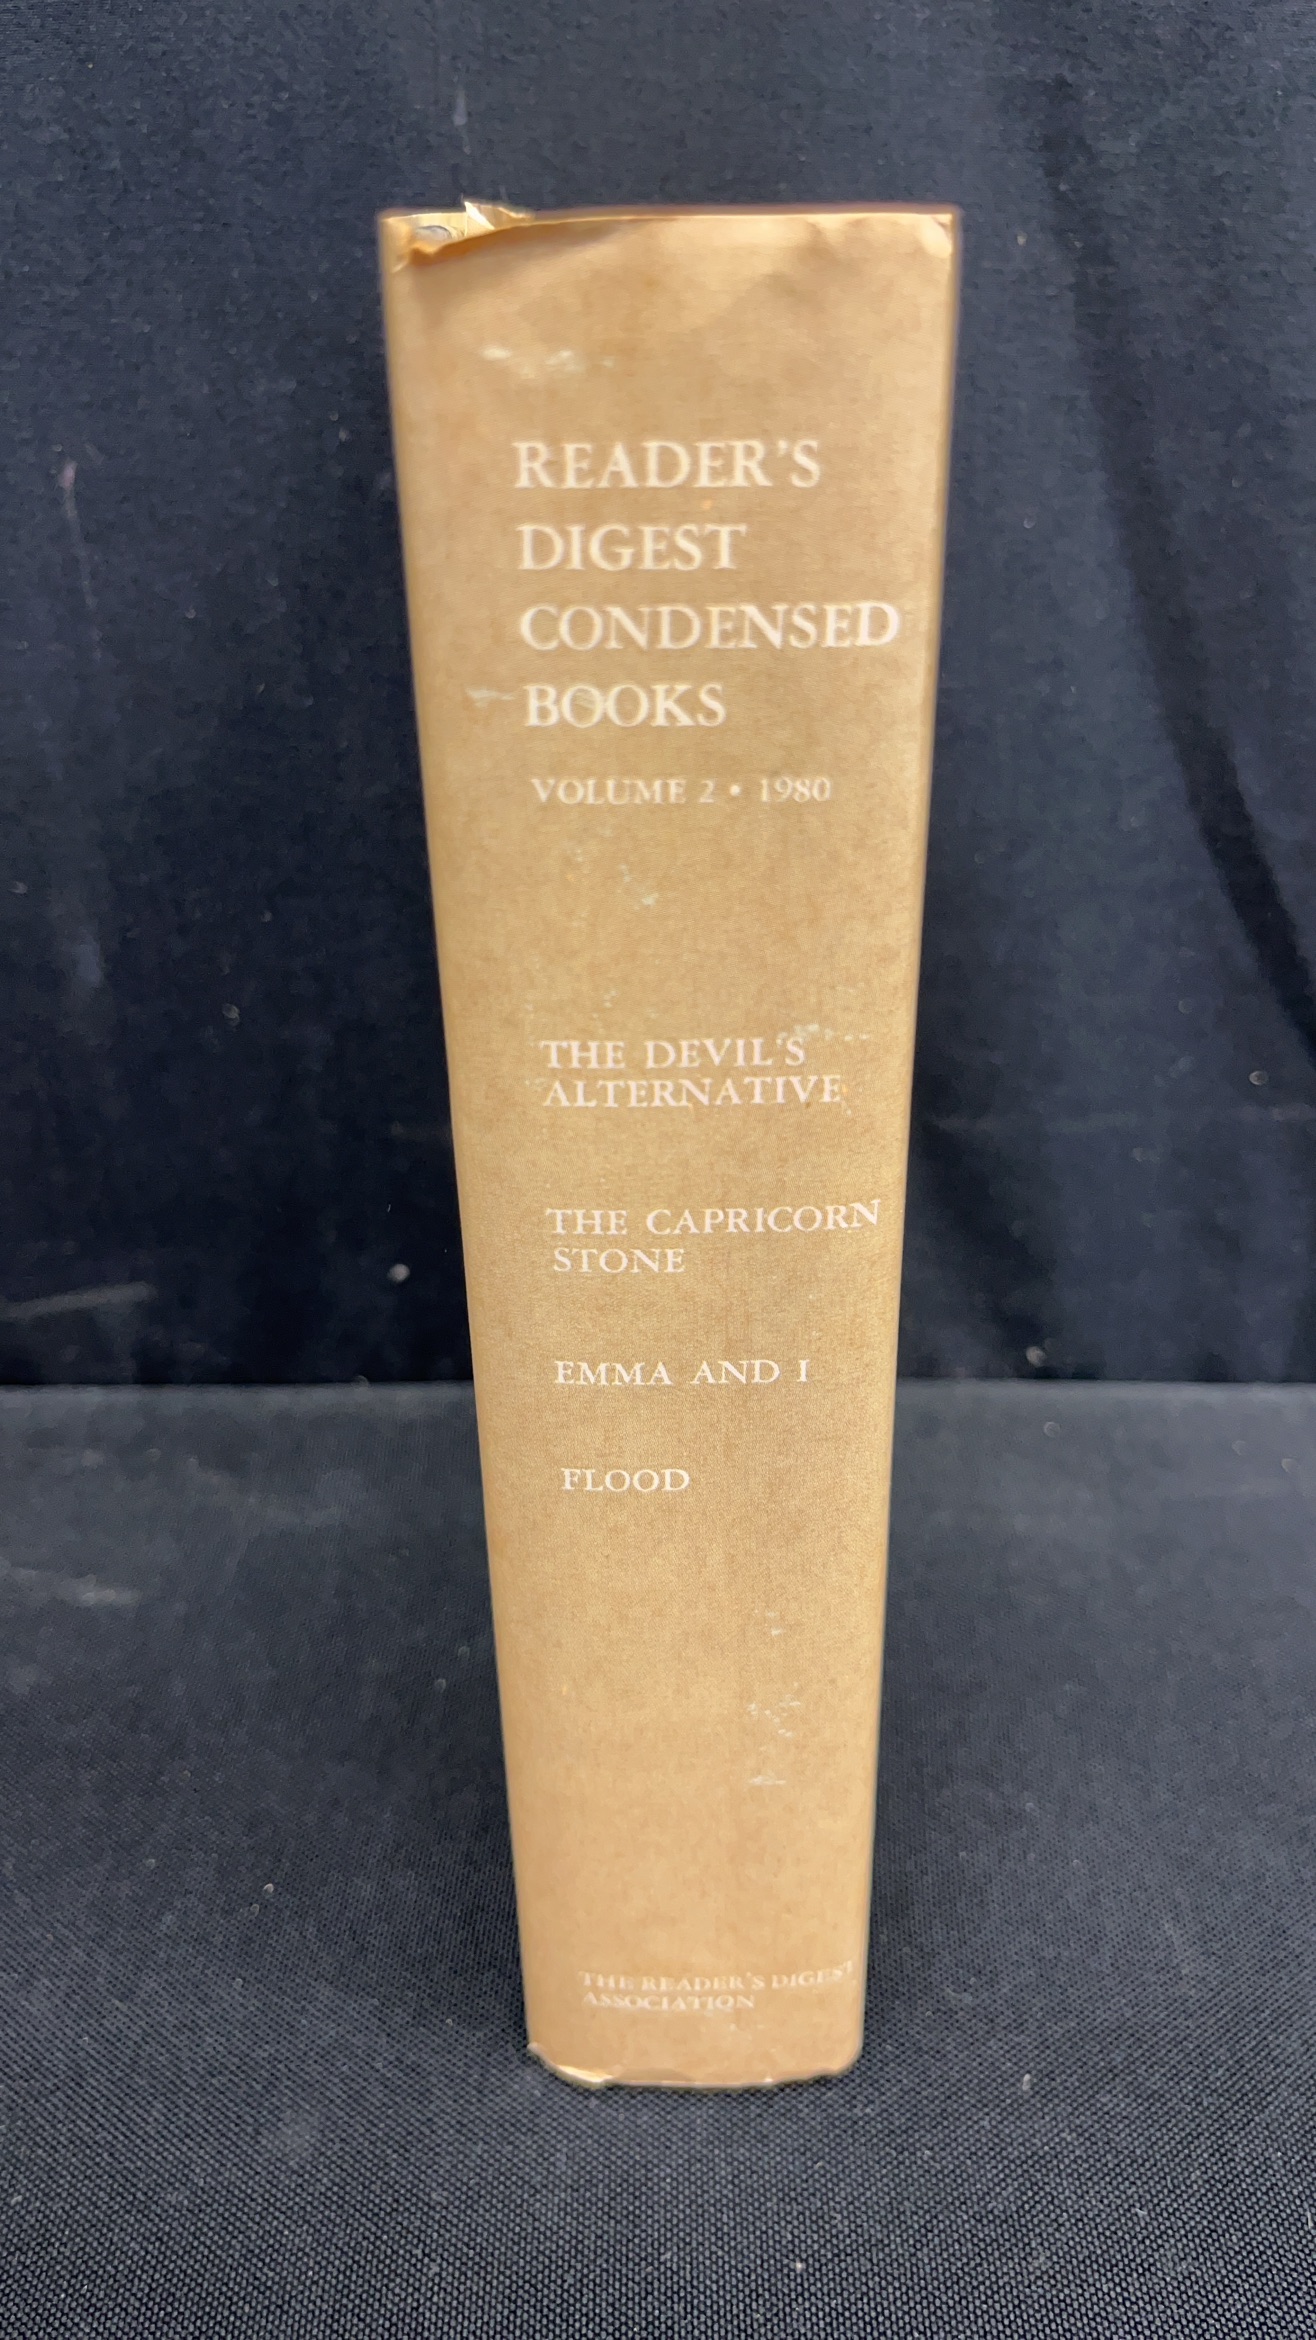 READER'S
DIGEST
CONDENSED
BOOKS
VOLUME 2 • 1980
THE DEVIL'S
ALTERNATIVE
THE CAPRICORN
STONE
EMMA AND I
FLOOD
THE READER'S DIGEST
ASSOCIATION